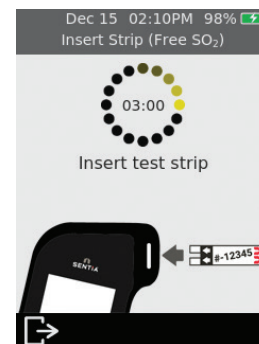 Dec 15 02:10PM 98%
Insert Strip (Free SO₂)
03:00
Insert test strip
SENTIA
#-12345